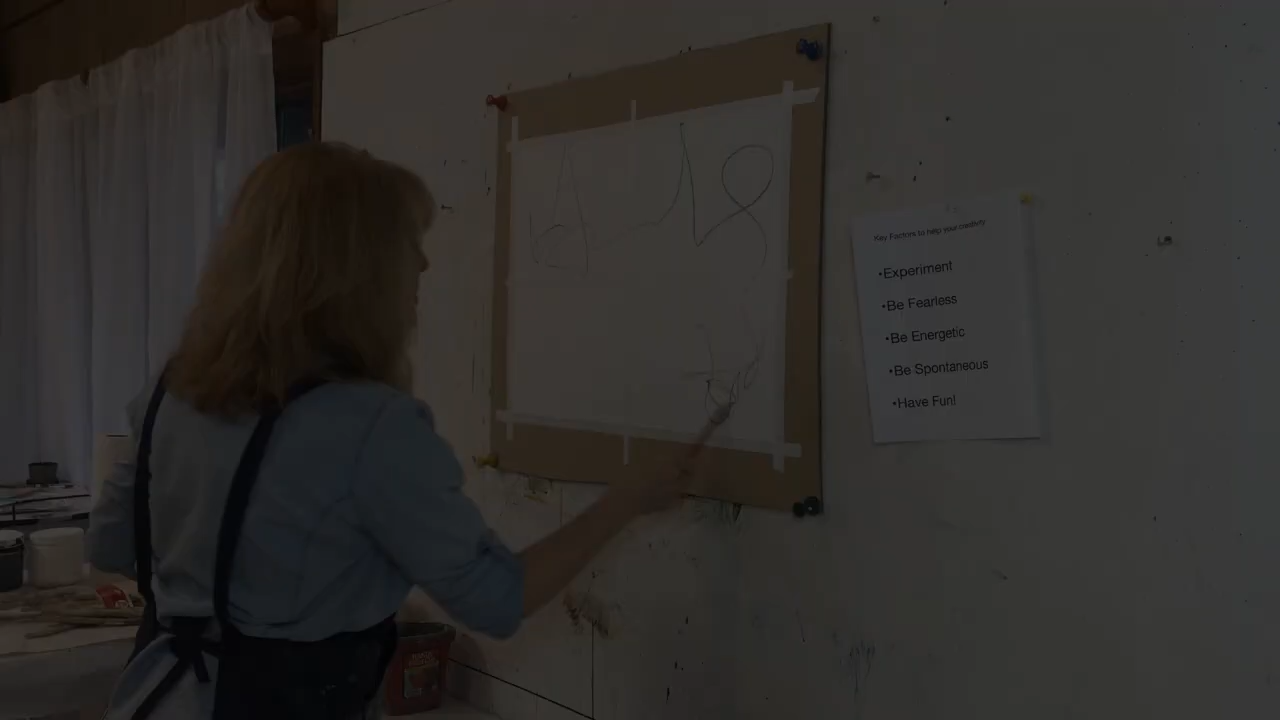 Key Factors to help your creativity
•Experiment
•Be Fearless
•Be Energetic
•Be Spontaneous
•Have Fun!